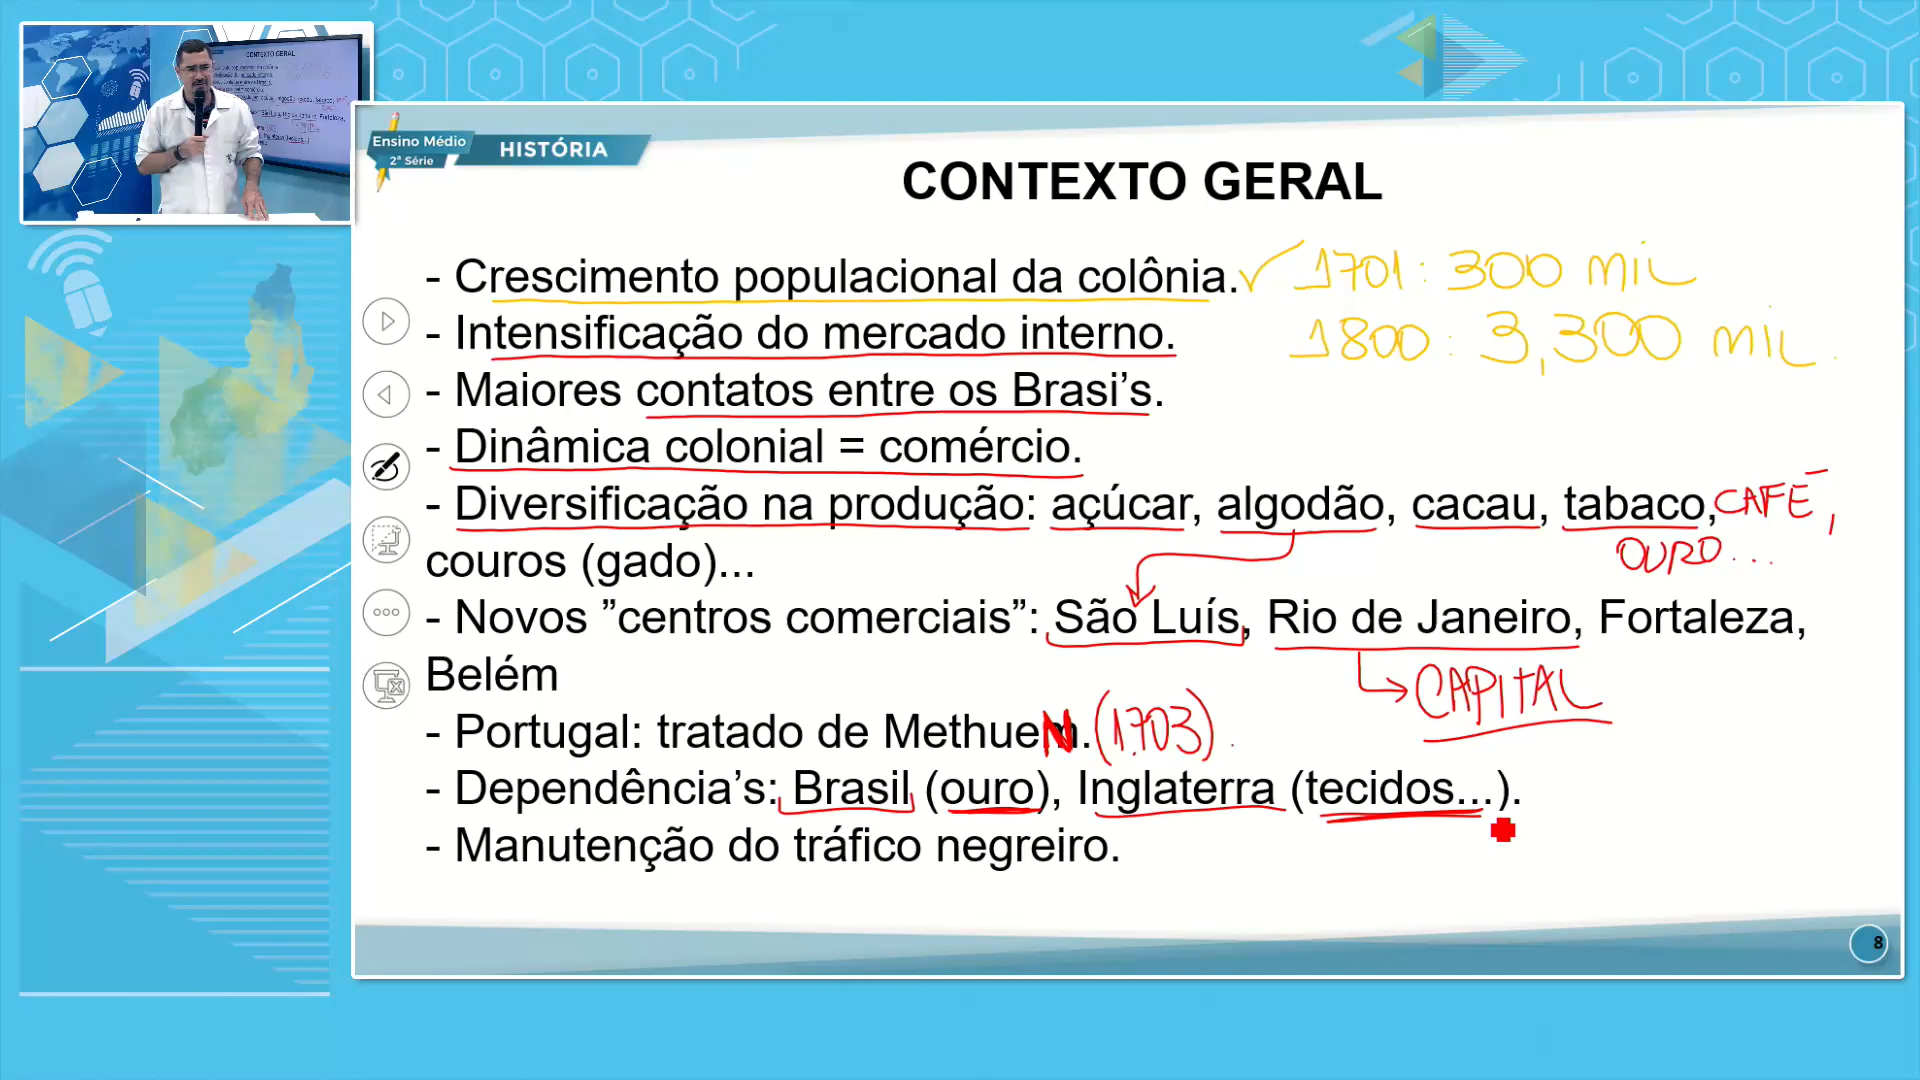 CONTEXTO GERAL
Ensino Médio
2ª Série
HISTÓRIA
CONTEXTO GERAL
- Crescimento populacional da colônia. ✓ 1701: 300 MIL
- Intensificação do mercado interno. 1800: 3,300 MIL.
- Maiores contatos entre os Brasi’s.
- Dinâmica colonial = comércio.
- Diversificação na produção: açúcar, algodão, cacau, tabaco, CAFÉ,
couros (gado)... OURO...
- Novos ”centros comerciais”: São Luís, Rio de Janeiro, Fortaleza,
Belém CAPITAL
- Portugal: tratado de MethueN. (1703)
- Dependência’s: Brasil (ouro), Inglaterra (tecidos...).
- Manutenção do tráfico negreiro.
8